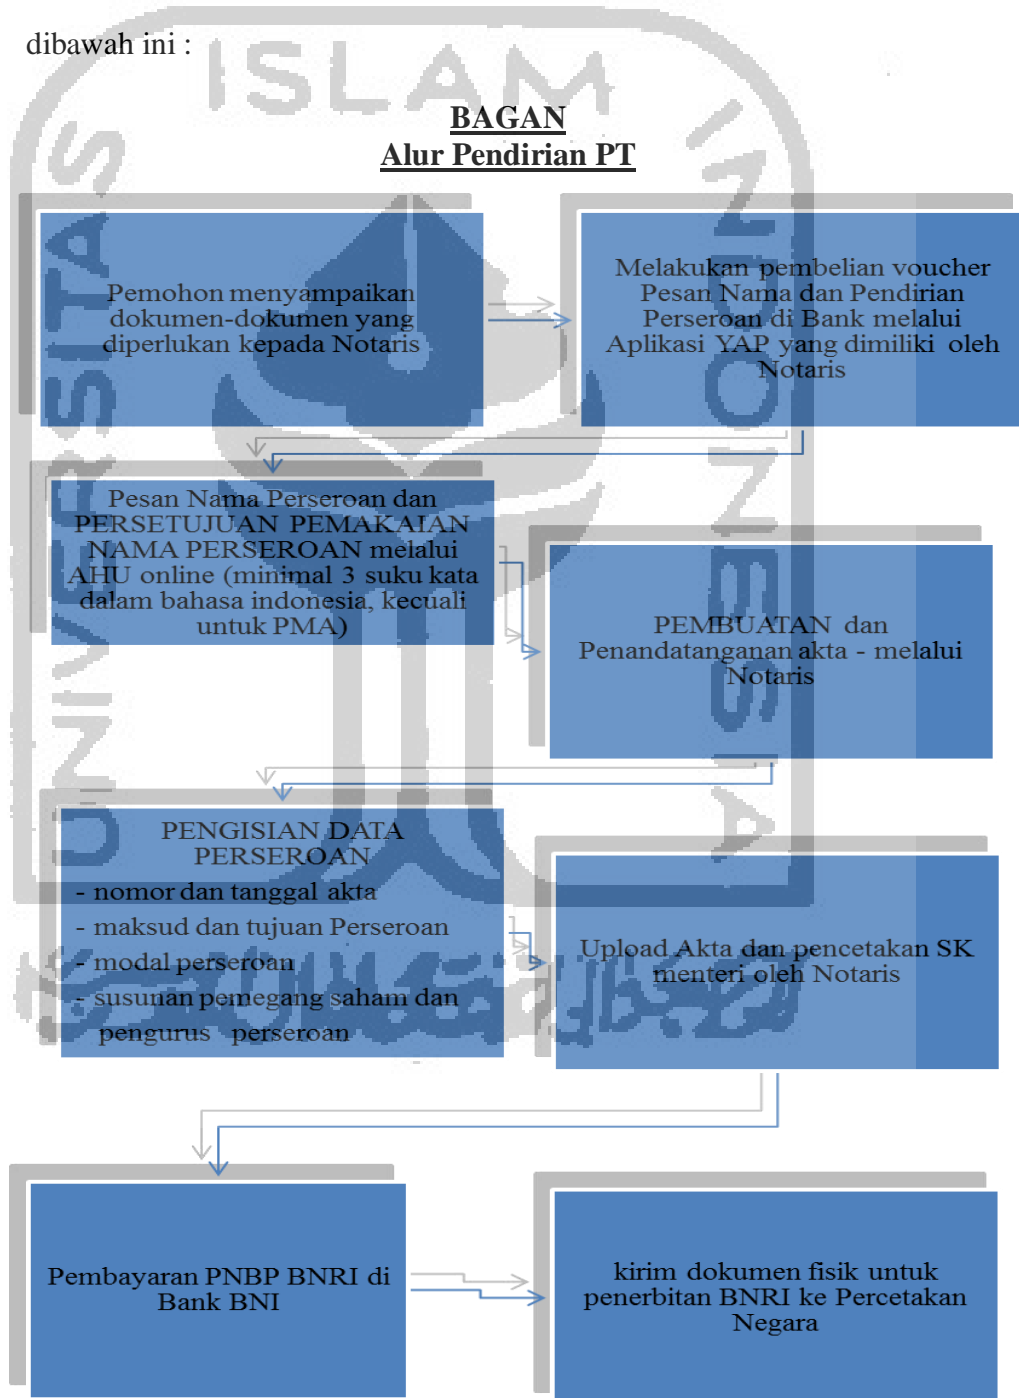 dibawah ini :
BAGAN
Alur Pendirian PT
Pemohon menyampaikan
dokumen-dokumen yang
diperlukan kepada Notaris
Melakukan pembelian voucher
Pesan Nama dan Pendirian
Perseroan di Bank melalui
Aplikasi YAP yang dimiliki oleh
Notaris
Pesan Nama Perseroan dan
PERSETUJUAN PEMAKAIAN
NAMA PERSEROAN melalui
AHU online (minimal 3 suku kata
dalam bahasa indonesia, kecuali
untuk PMA)
PEMBUATAN dan
Penandatanganan akta - melalui
Notaris
PENGISIAN DATA
PERSEROAN
- nomor dan tanggal akta
- maksud dan tujuan Perseroan
- modal perseroan
- susunan pemegang saham dan
pengurus perseroan
Upload Akta dan pencetakan SK
menteri oleh Notaris
Pembayaran PNBP BNRI di
Bank BNI
kirim dokumen fisik untuk
penerbitan BNRI ke Percetakan
Negara
UNIVERSITAS
ISLAM
INDONESIA